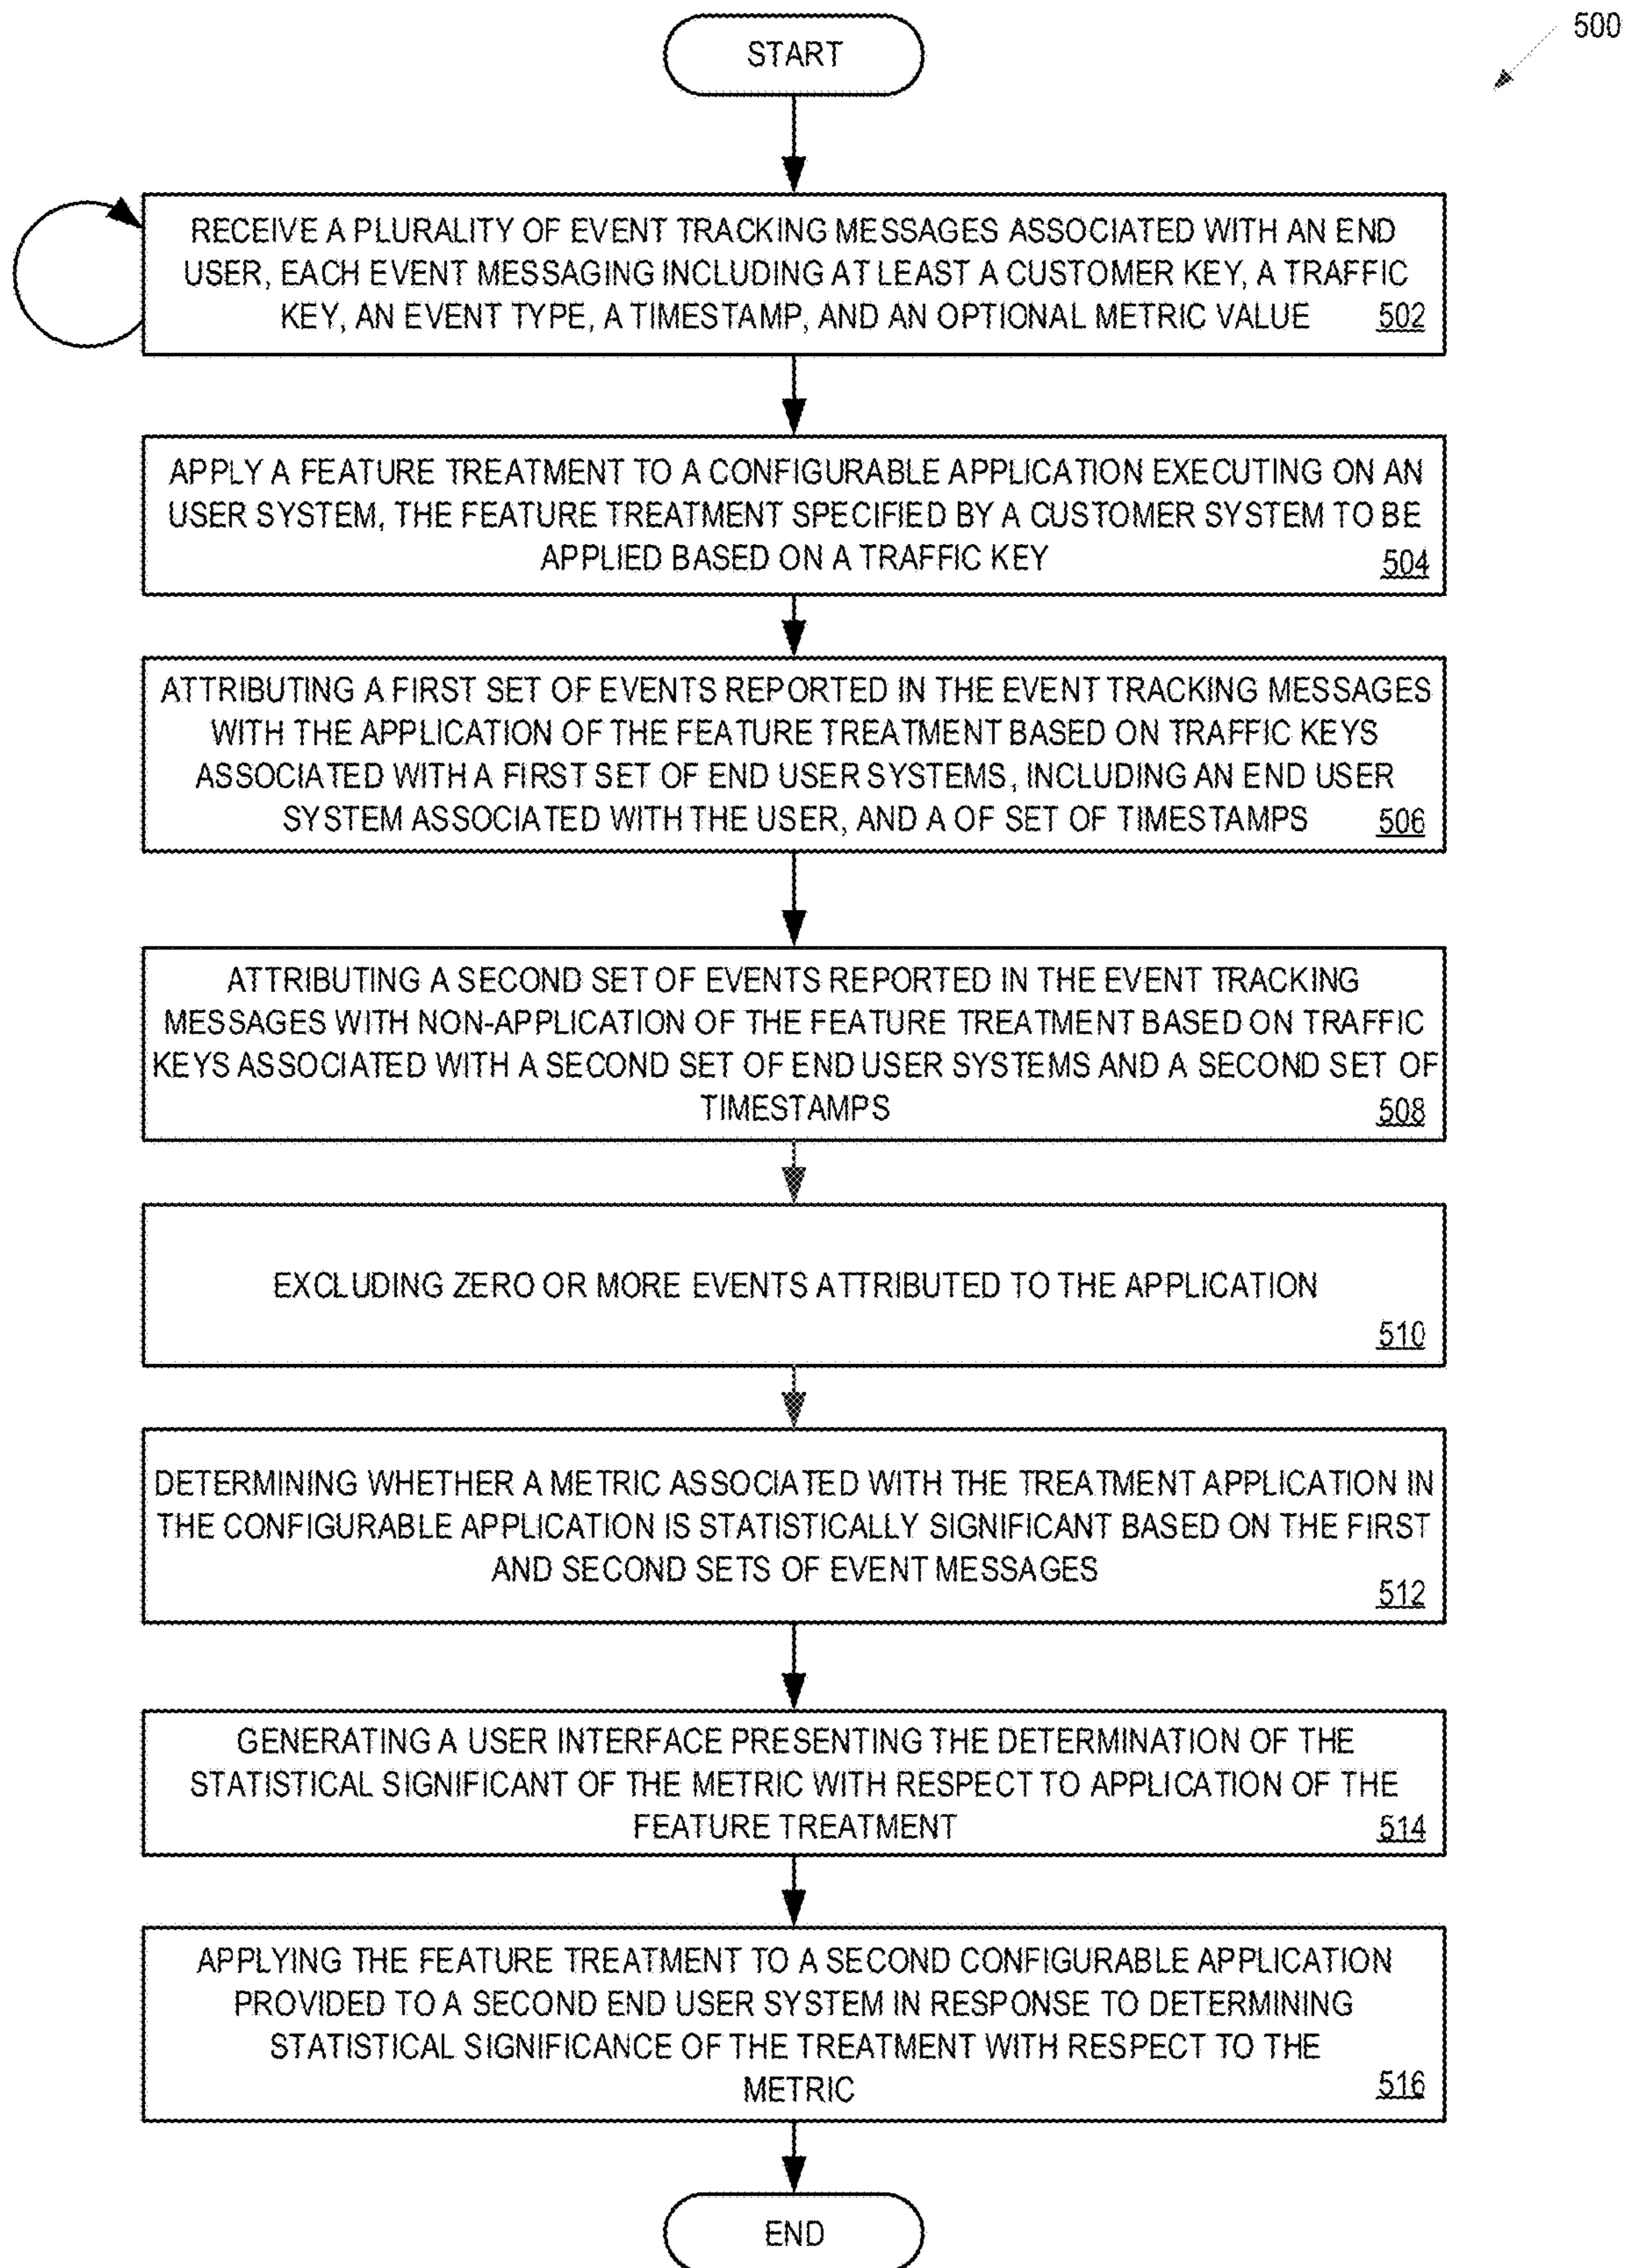 START
500
RECEIVE A PLURALITY OF EVENT TRACKING MESSAGES ASSOCIATED WITH AN END
USER, EACH EVENT MESSAGING INCLUDING AT LEAST A CUSTOMER KEY, A TRAFFIC
KEY, AN EVENT TYPE, A TIMESTAMP, AND AN OPTIONAL METRIC VALUE 502
APPLY A FEATURE TREATMENT TO A CONFIGURABLE APPLICATION EXECUTING ON AN
USER SYSTEM, THE FEATURE TREATMENT SPECIFIED BY A CUSTOMER SYSTEM TO BE
APPLIED BASED ON A TRAFFIC KEY 504
ATTRIBUTING A FIRST SET OF EVENTS REPORTED IN THE EVENT TRACKING MESSAGES
WITH THE APPLICATION OF THE FEATURE TREATMENT BASED ON TRAFFIC KEYS
ASSOCIATED WITH A FIRST SET OF END USER SYSTEMS, INCLUDING AN END USER
SYSTEM ASSOCIATED WITH THE USER, AND A OF SET OF TIMESTAMPS 506
ATTRIBUTING A SECOND SET OF EVENTS REPORTED IN THE EVENT TRACKING
MESSAGES WITH NON-APPLICATION OF THE FEATURE TREATMENT BASED ON TRAFFIC
KEYS ASSOCIATED WITH A SECOND SET OF END USER SYSTEMS AND A SECOND SET OF
TIMESTAMPS 508
EXCLUDING ZERO OR MORE EVENTS ATTRIBUTED TO THE APPLICATION
510
DETERMINING WHETHER A METRIC ASSOCIATED WITH THE TREATMENT APPLICATION IN
THE CONFIGURABLE APPLICATION IS STATISTICALLY SIGNIFICANT BASED ON THE FIRST
AND SECOND SETS OF EVENT MESSAGES
512
GENERATING A USER INTERFACE PRESENTING THE DETERMINATION OF THE
STATISTICAL SIGNIFICANT OF THE METRIC WITH RESPECT TO APPLICATION OF THE
FEATURE TREATMENT 514
APPLYING THE FEATURE TREATMENT TO A SECOND CONFIGURABLE APPLICATION
PROVIDED TO A SECOND END USER SYSTEM IN RESPONSE TO DETERMINING
STATISTICAL SIGNIFICANCE OF THE TREATMENT WITH RESPECT TO THE
METRIC 516
END